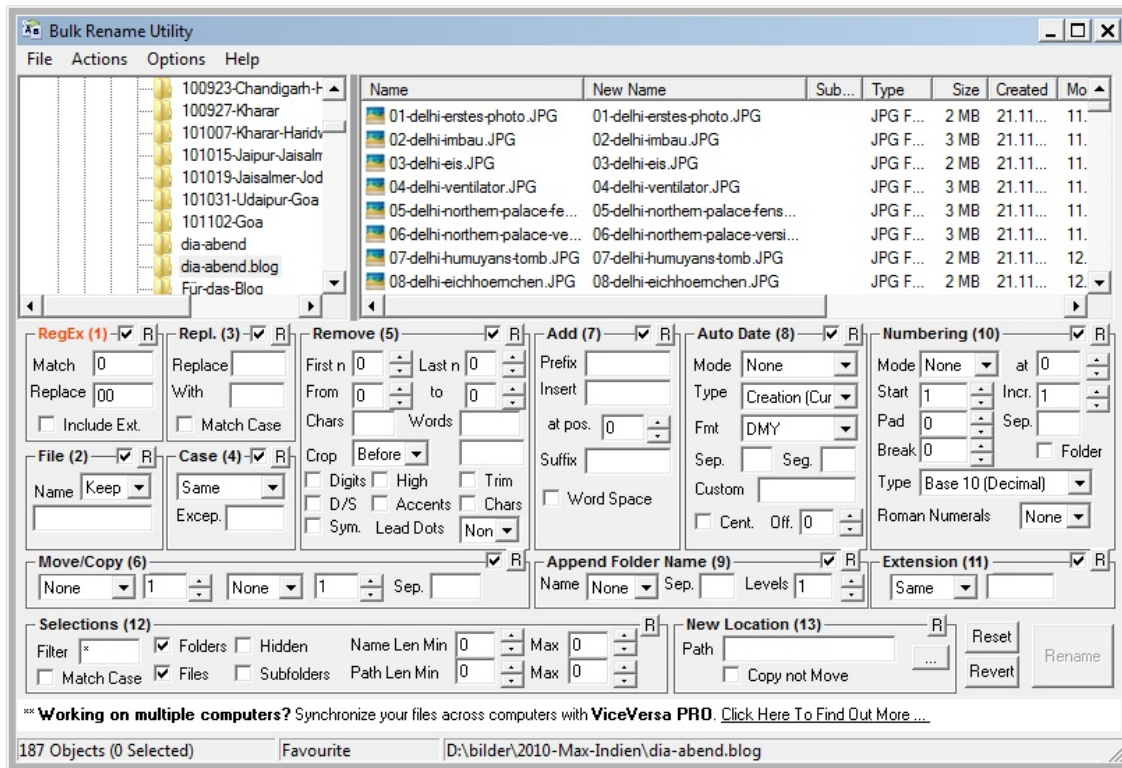 Bulk Rename Utility
File Actions Options Help
100923-Chandigarh-H
100927-Kharar
101007-Kharar-Haridw
101015-Jaipur-Jaisalm
101019-Jaisalmer-Jod
101031-Udaipur-Goa
101102-Goa
dia-abend
dia-abend.blog
Für-das-Blog
Name New Name Sub... Type Size Created Mo
01-delhi-erstes-photo.JPG 01-delhi-erstes-photo.JPG JPG F... 2 MB 21.11... 11.
02-delhi-imbau.JPG 02-delhi-imbau.JPG JPG F... 3 MB 21.11... 11.
03-delhi-eis.JPG 03-delhi-eis.JPG JPG F... 2 MB 21.11... 11.
04-delhi-ventilator.JPG 04-delhi-ventilator.JPG JPG F... 3 MB 21.11... 11.
05-delhi-northern-palace-fe... 05-delhi-northern-palace-fens... JPG F... 3 MB 21.11... 11.
06-delhi-northern-palace-ve... 06-delhi-northern-palace-versi... JPG F... 3 MB 21.11... 11.
07-delhi-humuyans-tomb.JPG 07-delhi-humuyans-tomb.JPG JPG F... 2 MB 21.11... 12.
08-delhi-eichhoernchen.JPG 08-delhi-eichhoernchen.JPG JPG F... 2 MB 21.11... 12.
RegEx (1) R
Match 0
Replace 00
Include Ext.
Repl. (3) R
Replace
With
Match Case
Remove (5) R
First n 0 Last n 0
From 0 to 0
Chars Words
Crop Before
Digits High Trim
D/S Accents Chars
Sym. Lead Dots Non
Add (7) R
Prefix
Insert
at pos. 0
Suffix
Word Space
Auto Date (8) R
Mode None
Type Creation (Cur
Fmt DMY
Sep. Seg.
Custom
Cent. Off. 0
Numbering (10) R
Mode None at 0
Start 1 Incr. 1
Pad 0 Sep.
Break 0 Folder
Type Base 10 (Decimal)
Roman Numerals None
File (2) R
Name Keep
Case (4) R
Same
Excep.
Move/Copy (6) R
None 1 None 1 Sep.
Append Folder Name (9) R
Name None Sep. Levels 1
Extension (11) R
Same
Selections (12) R
Filter * Folders Hidden Name Len Min 0 Max 0
Match Case Files Subfolders Path Len Min 0 Max 0
New Location (13) R
Path ...
Copy not Move
Reset
Revert
Rename
** Working on multiple computers? Synchronize your files across computers with ViceVersa PRO. Click Here To Find Out More ...
187 Objects (0 Selected) Favourite D:\bilder\2010-Max-Indien\dia-abend.blog